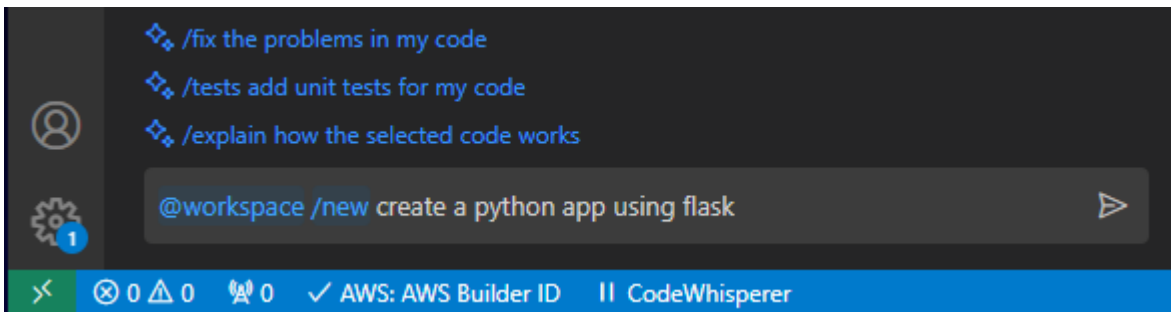 /fix the problems in my code
/tests add unit tests for my code
/explain how the selected code works
@workspace /new create a python app using flask
1
0 0 0 AWS: AWS Builder ID CodeWhisperer